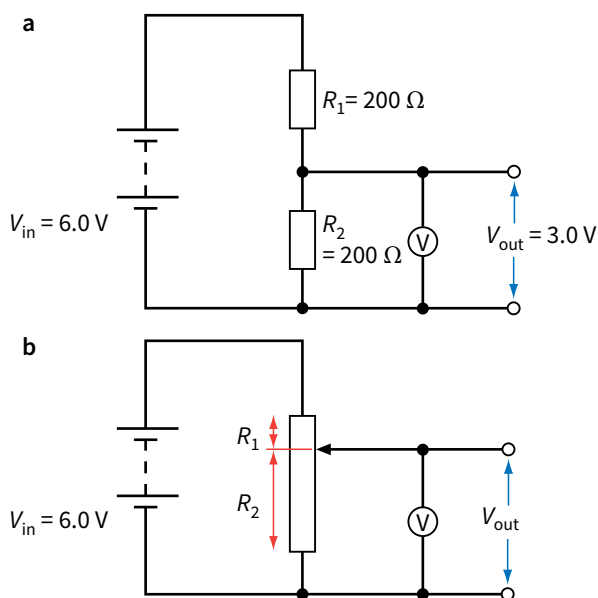 a
R₁= 200 Ω
Vin = 6.0 V
R₂
= 200 Ω
V
Vout = 3.0 V
b
R₁
R₂
Vin = 6.0 V
V
Vout